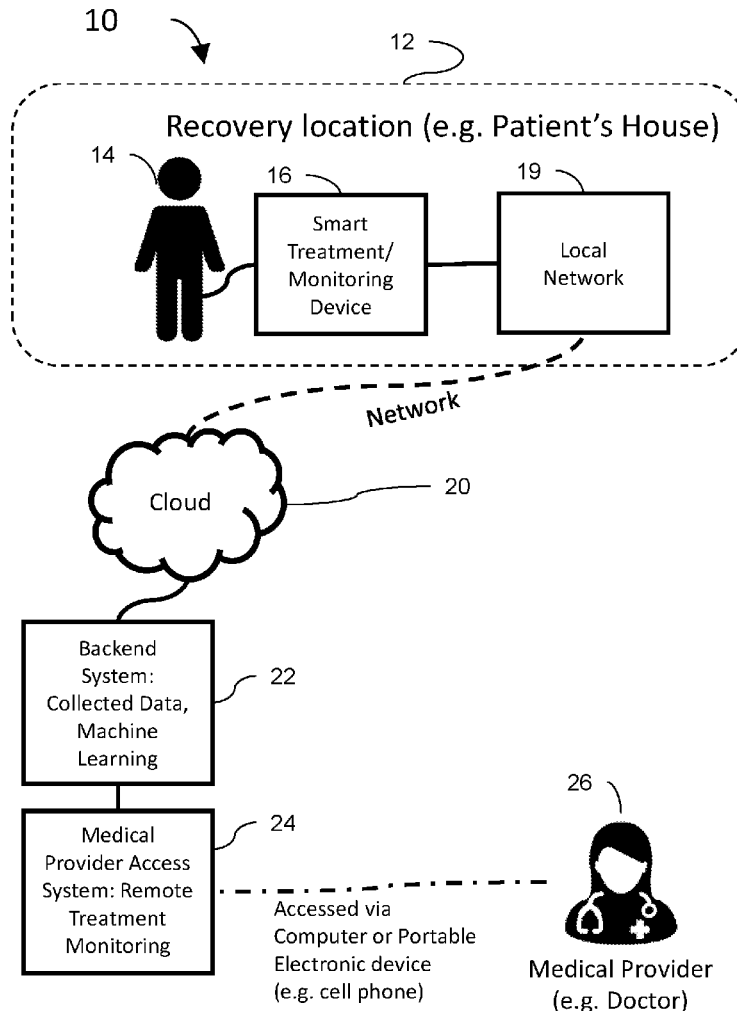 10
12
Recovery location (e.g. Patient's House)
14
16
19
Smart
Treatment/
Monitoring
Device
Local
Network
Network
Cloud
20
Backend
System:
Collected Data,
Machine
Learning
22
Medical
Provider Access
System: Remote
Treatment
Monitoring
24
26
Accessed via
Computer or Portable
Electronic device
(e.g. cell phone)
Medical Provider
(e.g. Doctor)